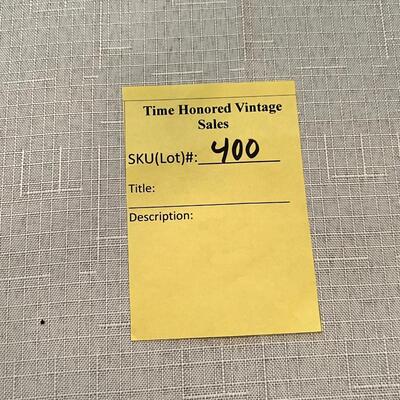 Time Honored Vintage
Sales
SKU(Lot)#: 400
Title:
Description: